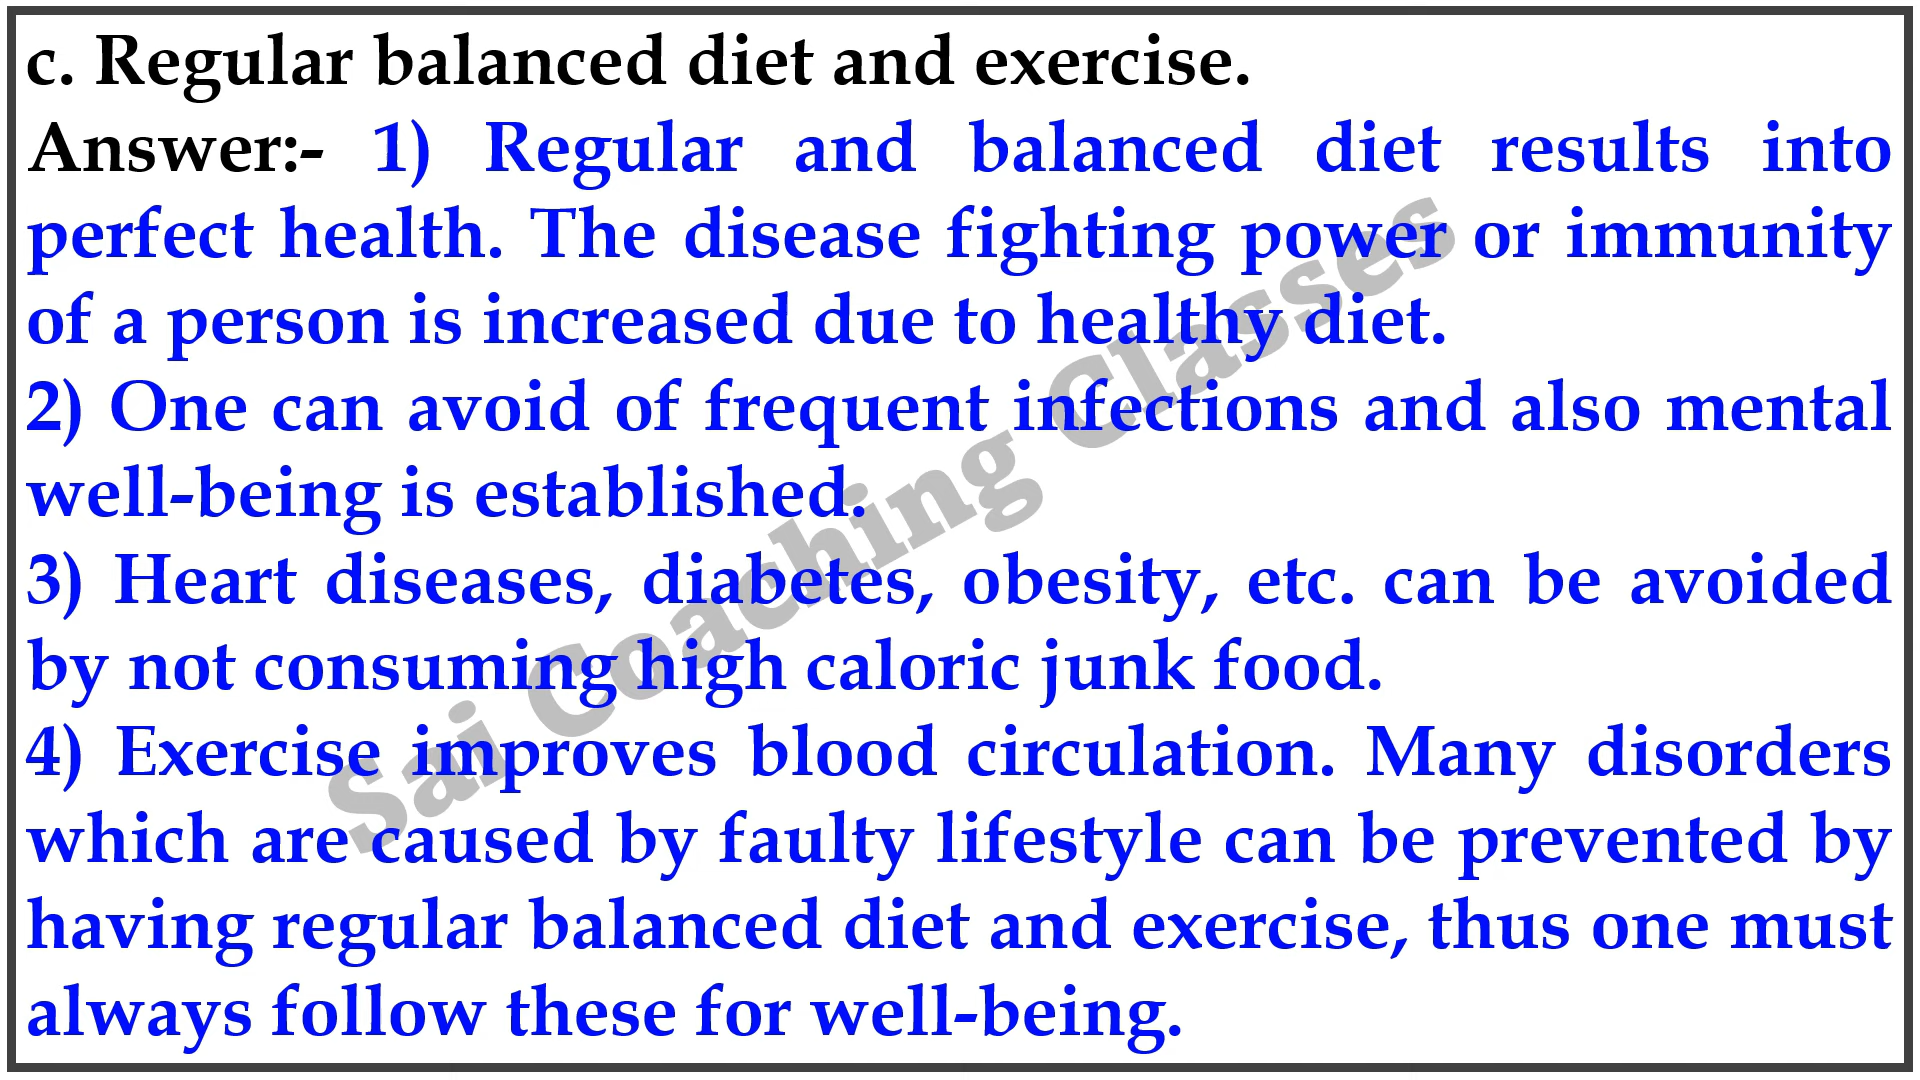 c. Regular balanced diet and exercise.
Answer:- 1) Regular and balanced diet results into
perfect health. The disease fighting power or immunity
of a person is increased due to healthy diet.
2) One can avoid of frequent infections and also mental
well-being is established.
3) Heart diseases, diabetes, obesity, etc. can be avoided
by not consuming high caloric junk food.
4) Exercise improves blood circulation. Many disorders
which are caused by faulty lifestyle can be prevented by
having regular balanced diet and exercise, thus one must
always follow these for well-being.
Sai Coaching Classes